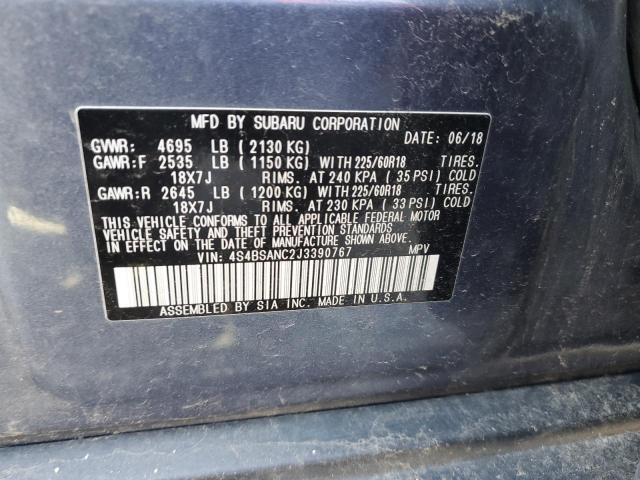 MFD BY SUBARU CORPORATION
DATE: 06/18
GVWR: 4695 LB ( 2130 KG)
GAWR: F 2535 LB ( 1150 KG) WITH 225/60R18 TIRES.
18X7J RIMS. AT 240 KPA ( 35 PSI) COLD
GAWR: R 2645 LB ( 1200 KG) WITH 225/60R18 TIRES.
18X7J RIMS. AT 230 KPA ( 33 PSI) COLD
THIS VEHICLE CONFORMS TO ALL APPLICABLE FEDERAL MOTOR
VEHICLE SAFETY AND THEFT PREVENTION STANDARDS
IN EFFECT ON THE DATE OF MANUFACTURE SHOWN ABOVE.
VIN: 4S4BSANC2J3390767 MPV
ASSEMBLED BY SIA INC. MADE IN U.S.A.